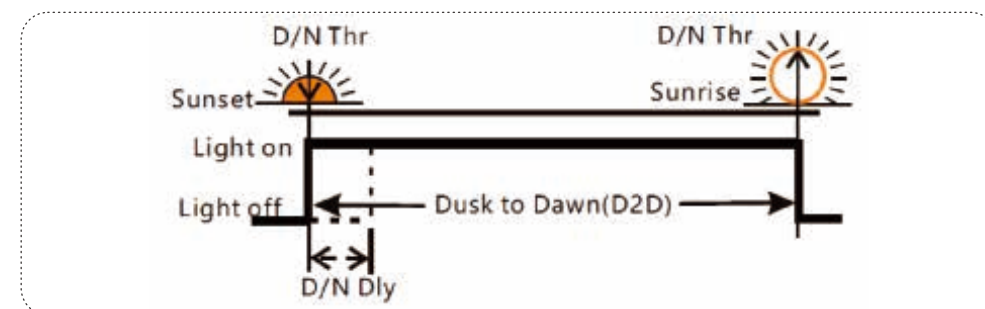 D/N Thr
D/N Thr
Sunset
Sunrise
Light on
Light off
Dusk to Dawn(D2D)
D/N Dly